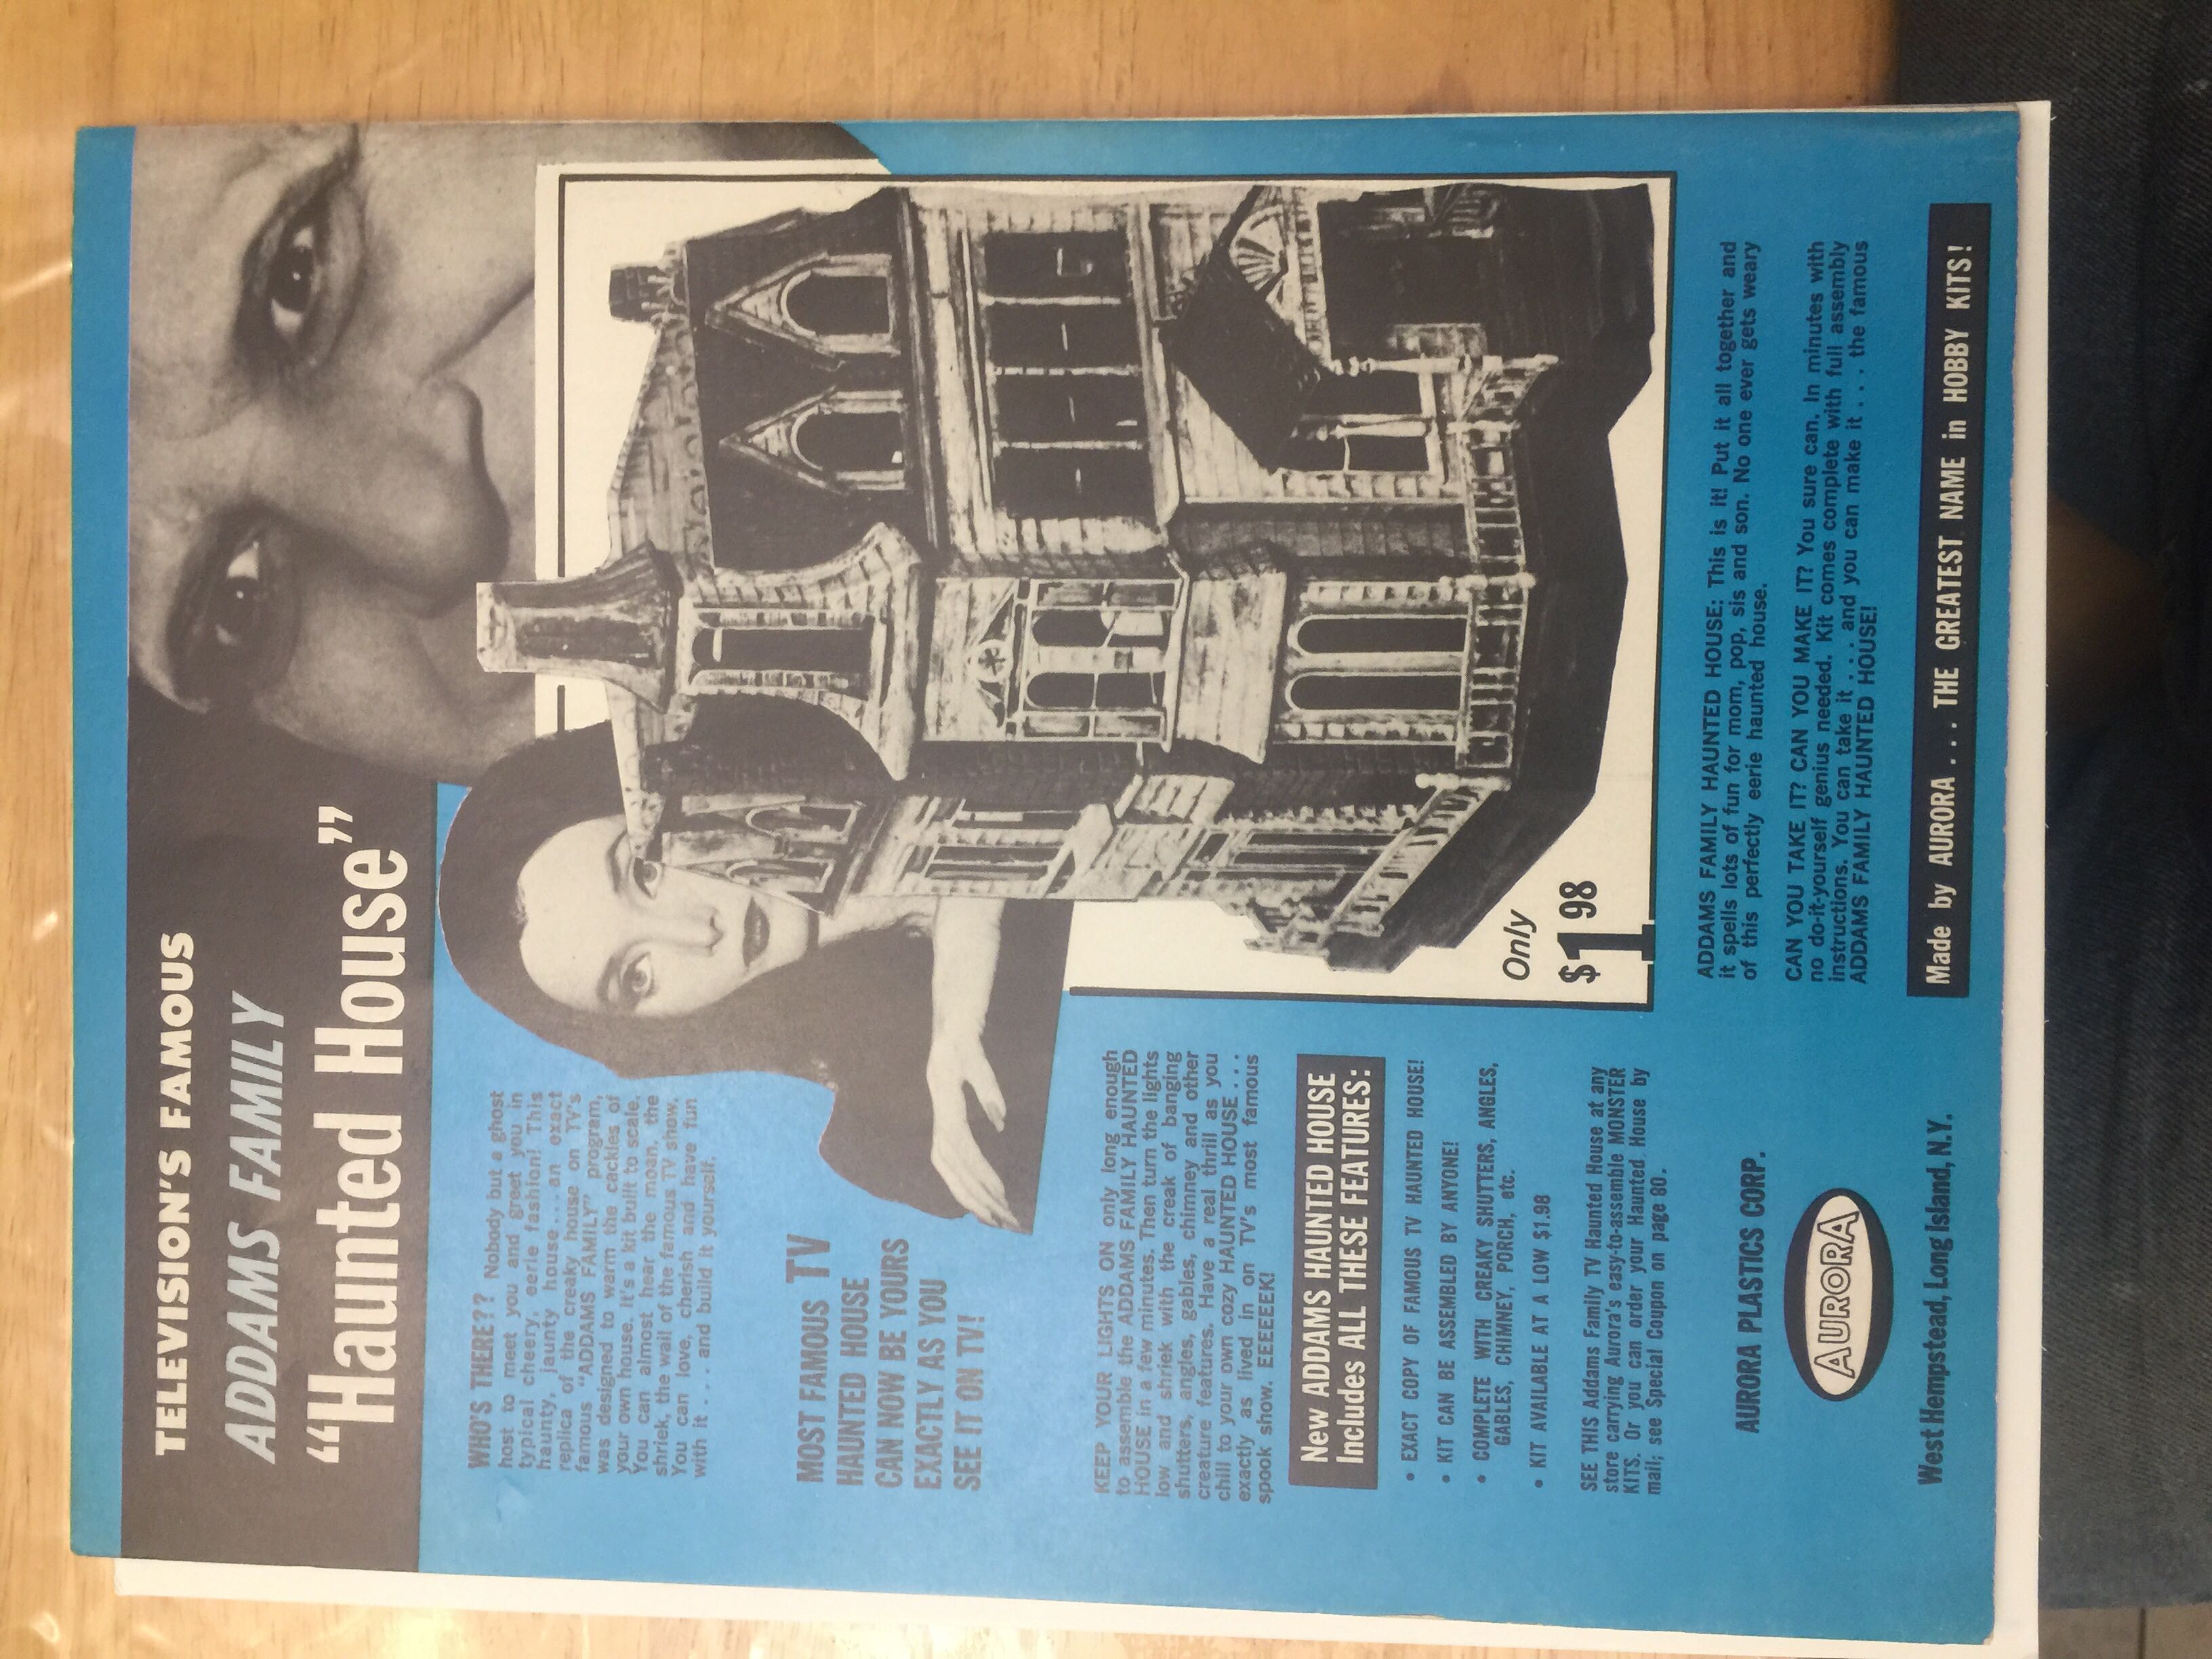 TELEVISION'S FAMOUS
ADDAMS FAMILY
"Haunted House"
WHO'S THERE?? Nobody but a ghost
host to meet you and greet you in
typical cheery, eerie fashion! This
haunty, jaunty house.... an exact
replica of the creaky house on TV's
famous "ADDAMS FAMILY" program,
was designed to warm the cackles of
your own house. It's a kit built to scale.
You can almost hear the moan, the
shriek, the wail of the famous TV show.
You can love, cherish and have fun
with it .... and build it yourself.
MOST FAMOUS TV
HAUNTED HOUSE
CAN NOW BE YOURS
EXACTLY AS YOU
SEE IT ON TV!
KEEP YOUR LIGHTS ON only long enough
to assemble the ADDAMS FAMILY HAUNTED
HOUSE in a few minutes. Then turn the lights
low and shriek with the creak of banging
shutters, angles, gables, chimney and other
creature features. Have a real thrill as you
chill to your own cozy HAUNTED HOUSE....
exactly as lived in on TV's most famous
spook show. EEEEEEK!
New ADDAMS HAUNTED HOUSE
Includes ALL THESE FEATURES:
• EXACT COPY OF FAMOUS TV HAUNTED HOUSE!
• KIT CAN BE ASSEMBLED BY ANYONE!
• COMPLETE WITH CREAKY SHUTTERS, ANGLES,
GABLES, CHIMNEY, PORCH, etc.
• KIT AVAILABLE AT A LOW $1.98
SEE THIS Addams Family TV Haunted House at any
store carrying Aurora's easy-to-assemble MONSTER
KITS. Or you can order your Haunted House by
mail; see Special Coupon on page 80.
AURORA PLASTICS CORP.
AURORA
West Hempstead, Long Island, N.Y.
Only
$1 98
ADDAMS FAMILY HAUNTED HOUSE: This is it! Put it all together and
it spells lots of fun for mom, pop, sis and son. No one ever gets weary
of this perfectly eerie haunted house.
CAN YOU TAKE IT? CAN YOU MAKE IT? You sure can. In minutes with
no do-it-yourself genius needed. Kit comes complete with full assembly
instructions. You can take it .... and you can make it .... the famous
ADDAMS FAMILY HAUNTED HOUSE!
Made by AURORA .... THE GREATEST NAME in HOBBY KITS!